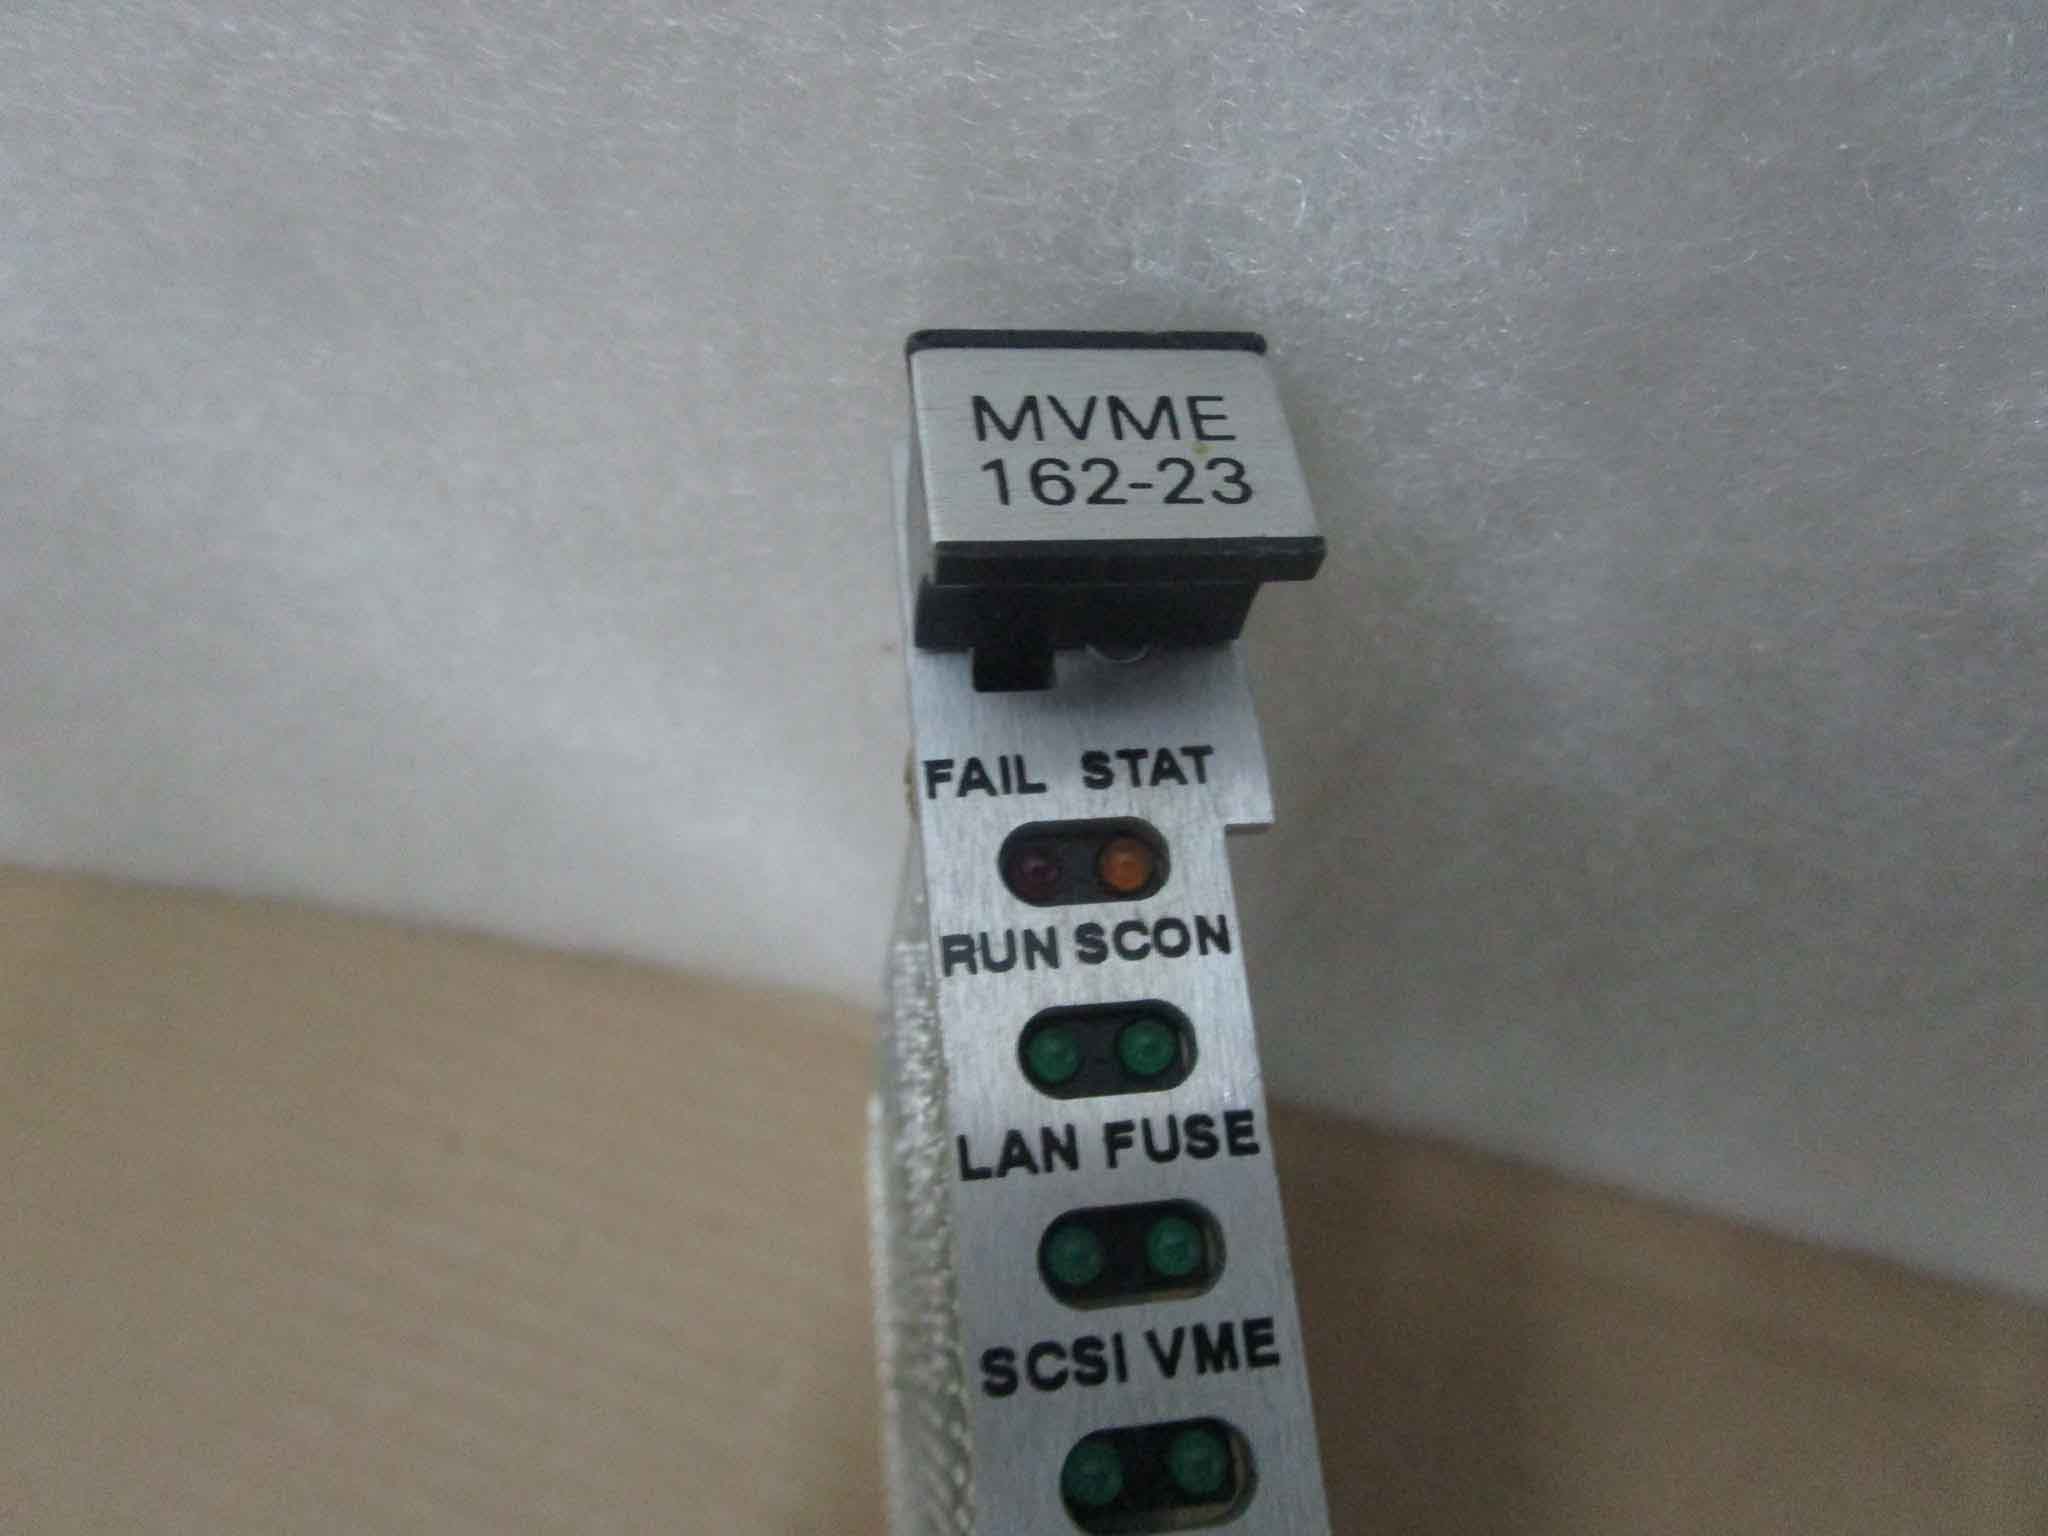 MVME
162-23
FAIL STAT
RUN SCON
LAN FUSE
SCSI VME